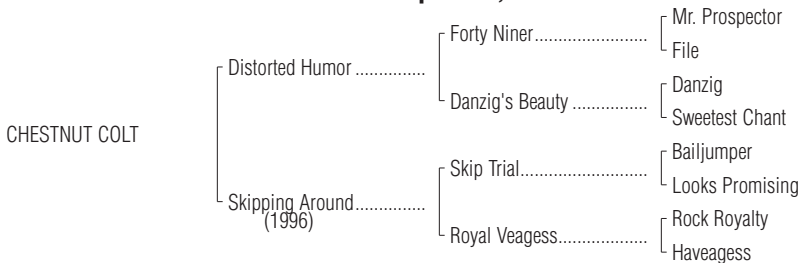 Mr. Prospector
Forty Niner....................
File
Distorted Humor ...............
Danzig
Danzig's Beauty ................
Sweetest Chant
CHESTNUT COLT
Bailjumper
Skip Trial.......................
Looks Promising
Skipping Around...............
(1996)
Rock Royalty
Royal Veagess...................
Haveagess